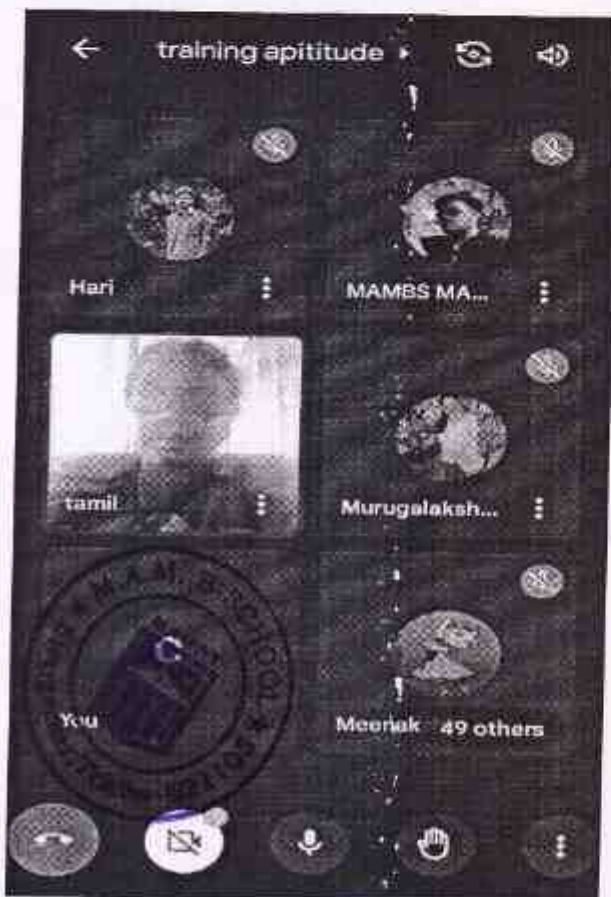 training apititude
Hari
MAMBS MA...
tamil
Murugalaksh...
C
You
Meenak 49 others